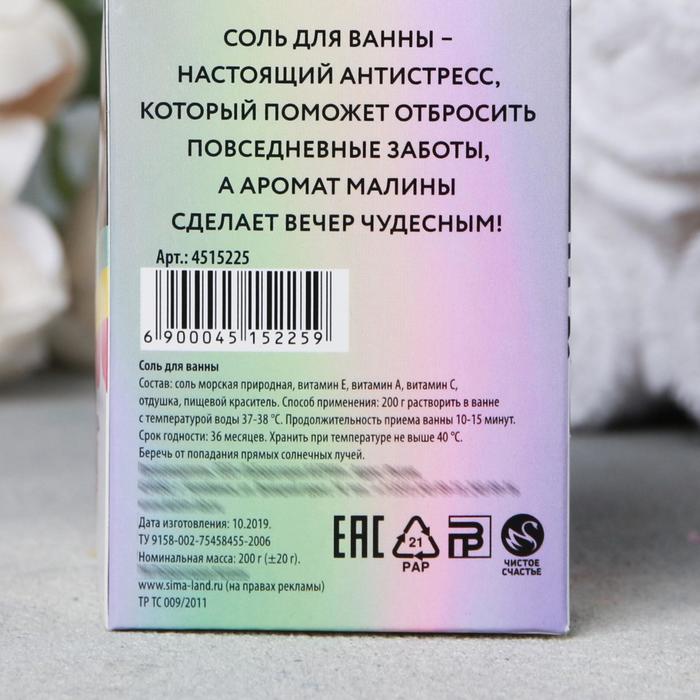 СОЛЬ ДЛЯ ВАННЫ –
НАСТОЯЩИЙ АНТИСТРЕСС,
КОТОРЫЙ ПОМОЖЕТ ОТБРОСИТЬ
ПОВСЕДНЕВНЫЕ ЗАБОТЫ,
А АРОМАТ МАЛИНЫ
СДЕЛАЕТ ВЕЧЕР ЧУДЕСНЫМ!
Арт.: 4515225
6 900045 152259
Соль для ванны
Состав: соль морская природная, витамин Е, витамин А, витамин С,
отдушка, пищевой краситель. Способ применения: 200 г растворить в ванне
с температурой воды 37-38 °С. Продолжительность приема ванны 10-15 минут.
Срок годности: 36 месяцев. Хранить при температуре не выше 40 °С.
Беречь от попадания прямых солнечных лучей.
Дата изготовления: 10.2019.
ТУ 9158-002-75458455-2006
Номинальная масса: 200 г (±20 г).
www.sima-land.ru (на правах рекламы)
ТР ТС 009/2011
ЕАС
21
PAP
ЧИСТОЕ
СЧАСТЬЕ